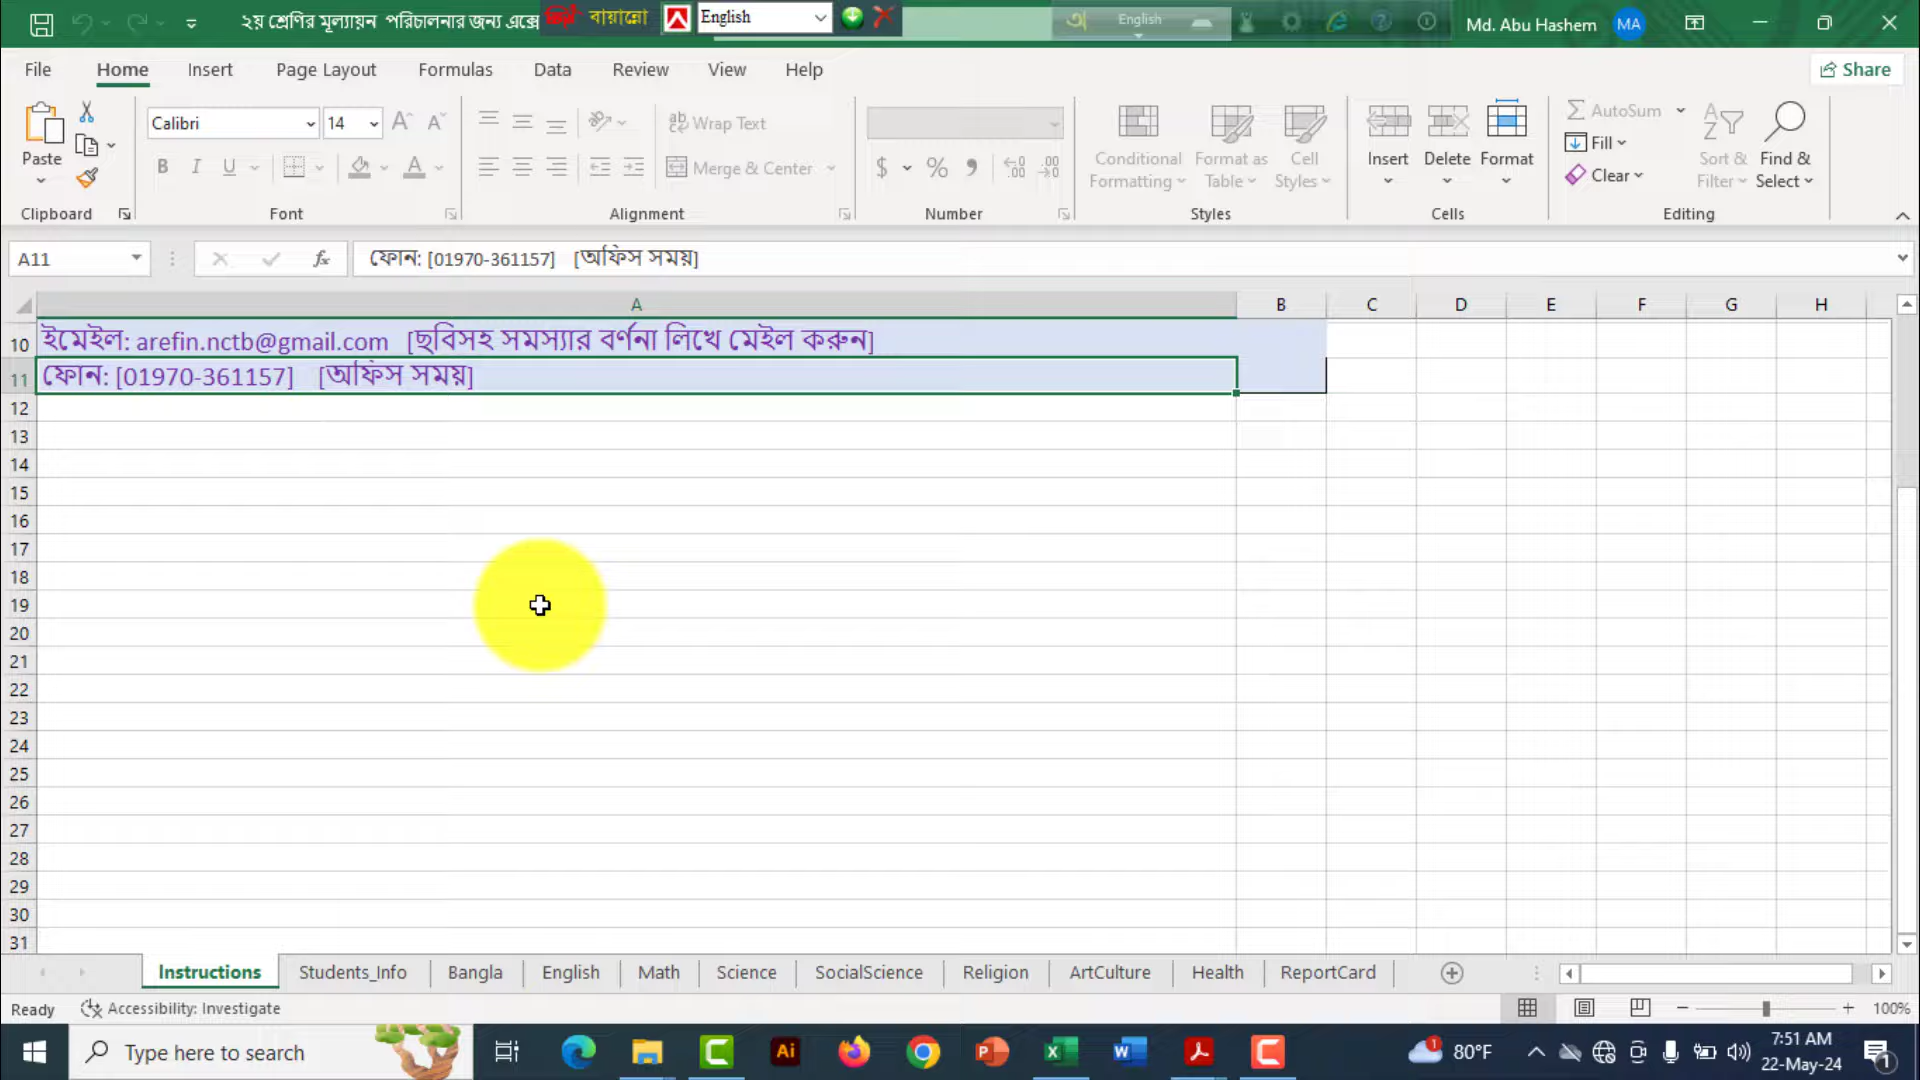 ২য় শ্রেণির মূল্যায়ন পরিচালনার জন্য এক্সে
বায়ান্নো
English
English
Md. Abu Hashem
MA
File Home Insert Page Layout Formulas Data Review View Help
Share
Calibri 14
Wrap Text
Merge & Center
Paste
B I U
$ %
Conditional Formatting
Format as Table
Cell Styles
Insert Delete Format
AutoSum
Fill
Clear
Sort & Filter
Find & Select
Clipboard Font Alignment Number Styles Cells Editing
A11
fx
ফোন: [01970-361157] [অফিস সময়]
A B C D E F G H
10 ইমেইল: arefin.nctb@gmail.com [ছবিসহ সমস্যার বর্ণনা লিখে মেইল করুন]
11 ফোন: [01970-361157] [অফিস সময়]
12
13
14
15
16
17
18
19
20
21
22
23
24
25
26
27
28
29
30
31
Instructions Students_Info Bangla English Math Science SocialScience Religion ArtCulture Health ReportCard
Ready Accessibility: Investigate 100%
Type here to search
Ai
80°F
7:51 AM
22-May-24